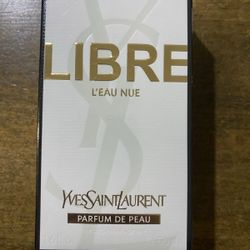 LIBRE
L'EAU NUE
YVESSAINTLAURENT
PARFUM DE PEAU